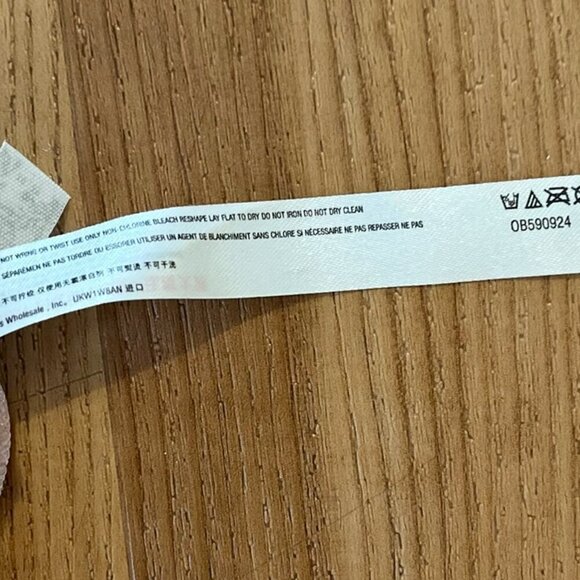 NOT WRING OR TWIST USE ONLY NON-CHLORINE BLEACH RESHAPE LAY FLAT TO DRY DO NOT IRON DO NOT DRY CLEAN
SÉPARÉMEN NE PAS TORDRE OU ESSORER UTILISER UN AGENT DE BLANCHIMENT SANS CHLORE SI NÉCESSAIRE NE PAS REPASSER NE PAS
不可拧绞 仅使用无氯漂白剂 不可熨烫 不可干洗
s Wholesale , Inc。 UKW1W8AN 进口
OB590924